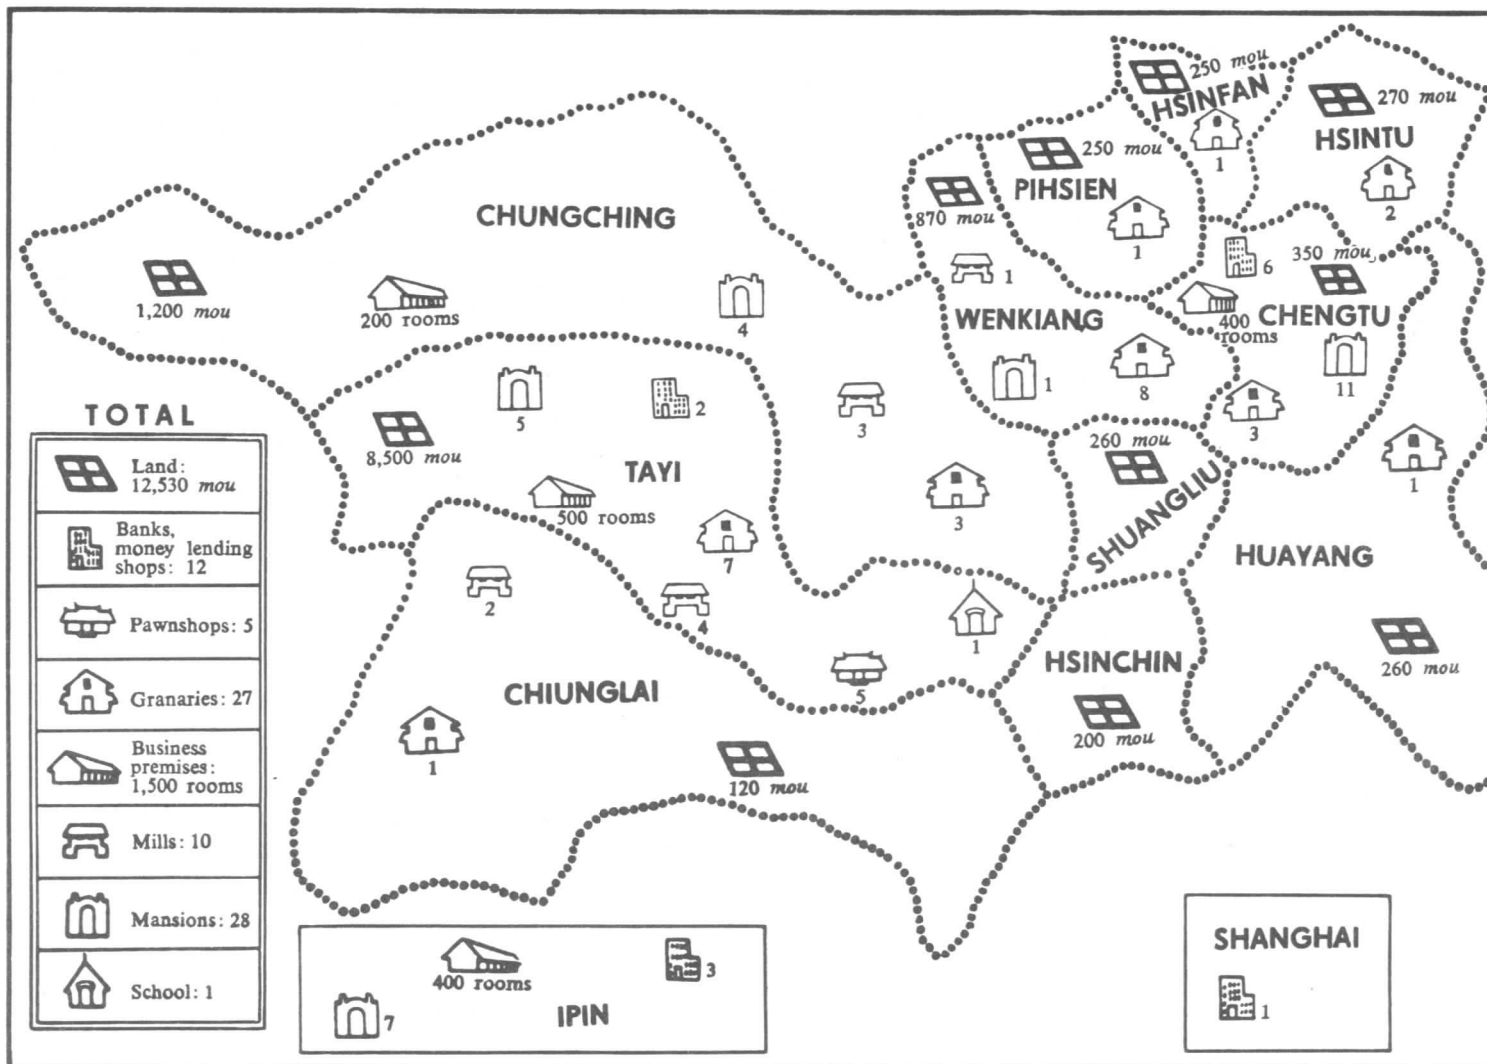 250 mou
HSINFAN
1
270 mou
HSINTU
2
250 mou
PIHSIEN
1
870 mou
1
WENKIANG
1
8
CHUNGCHING
1,200 mou
200 rooms
4
3
3
6
350 mou
400
rooms
CHENGTU
11
3
5
2
8,500 mou
TAYI
500 rooms
7
4
5
1
260 mou
SHUANGLIU
1
HUAYANG
260 mou
2
CHIUNGLAI
1
120 mou
HSINCHIN
200 mou
TOTAL
Land:
12,530 mou
Banks,
money lending
shops: 12
Pawnshops: 5
Granaries: 27
Business
premises:
1,500 rooms
Mills: 10
Mansions: 28
School: 1
400 rooms
3
7
IPIN
SHANGHAI
1